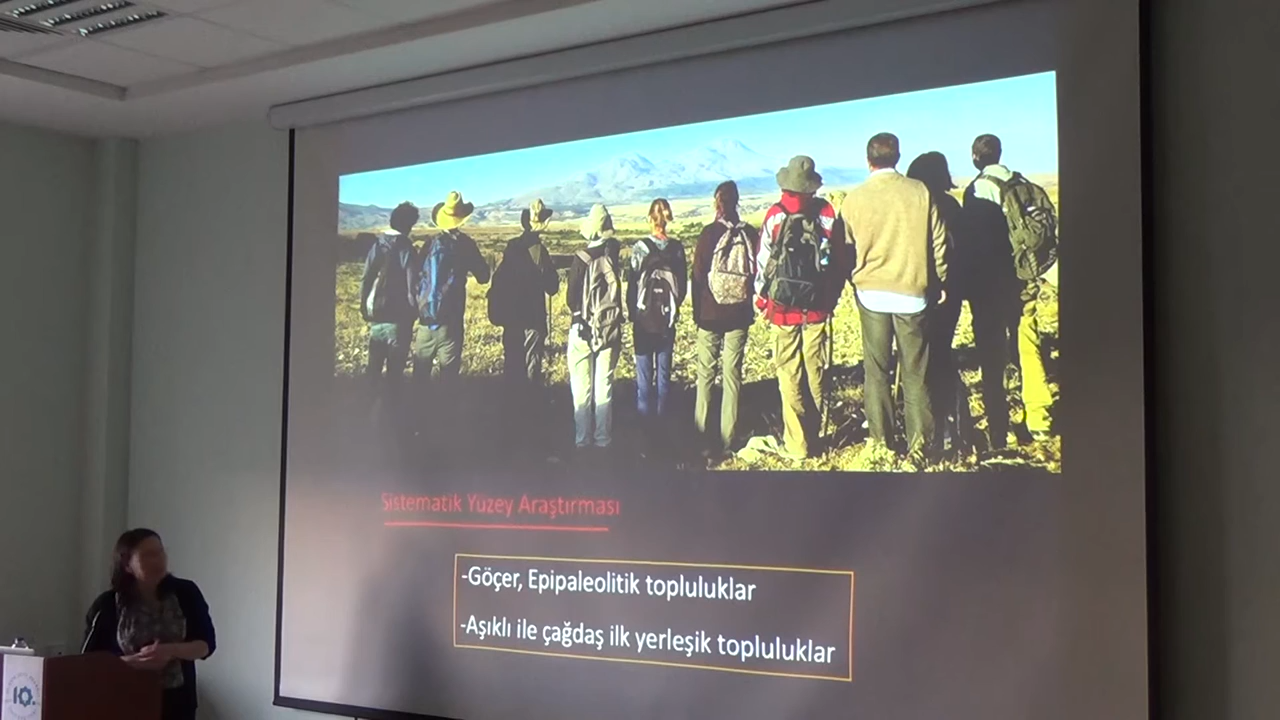 Sistematik Yüzey Araştırması
-Göçer, Epipaleolitik topluluklar
-Aşıklı ile çağdaş ilk yerleşik topluluklar